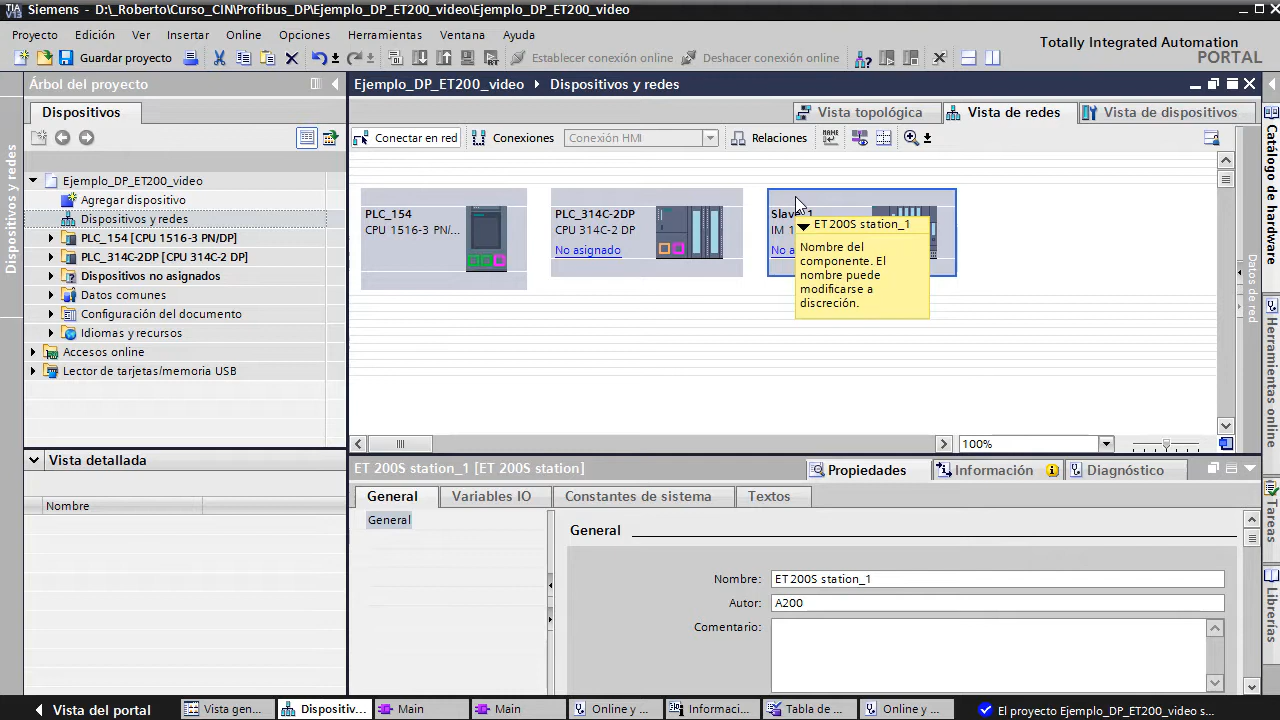 TIA
V13
Siemens - D:\_Roberto\Curso_CIN\Profibus_DP\Ejemplo_DP_ET200_video\Ejemplo_DP_ET200_video
Proyecto Edición Ver Insertar Online Opciones Herramientas Ventana Ayuda
Totally Integrated Automation
PORTAL
Guardar proyecto
Establecer conexión online
Deshacer conexión online
Árbol del proyecto
Dispositivos
Dispositivos y redes
Ejemplo_DP_ET200_video
Agregar dispositivo
Dispositivos y redes
PLC_154 [CPU 1516-3 PN/DP]
PLC_314C-2DP [CPU 314C-2 DP]
Dispositivos no asignados
Datos comunes
Configuración del documento
Idiomas y recursos
Accesos online
Lector de tarjetas/memoria USB
Vista detallada
Nombre
Ejemplo_DP_ET200_video Dispositivos y redes
Vista topológica Vista de redes Vista de dispositivos
Conectar en red Conexiones Conexión HMI Relaciones
PLC_154
CPU 1516-3 PN/...
PLC_314C-2DP
CPU 314C-2 DP
No asignado
ET 200S station_1
Nombre del
componente. El
nombre puede
modificarse a
discreción.
100%
Datos de red
ET 200S station_1 [ET 200S station]
Propiedades Información Diagnóstico
General Variables IO Constantes de sistema Textos
General
General
Nombre: ET 200S station_1
Autor: A200
Comentario:
Catálogo de hardware
Herramientas online
Tareas
Librerías
Vista del portal
Vista gen...
Dispositiv...
Main
Main
Online y ...
Informaci...
Tabla de ...
Online y ...
El proyecto Ejemplo_DP_ET200_video s...